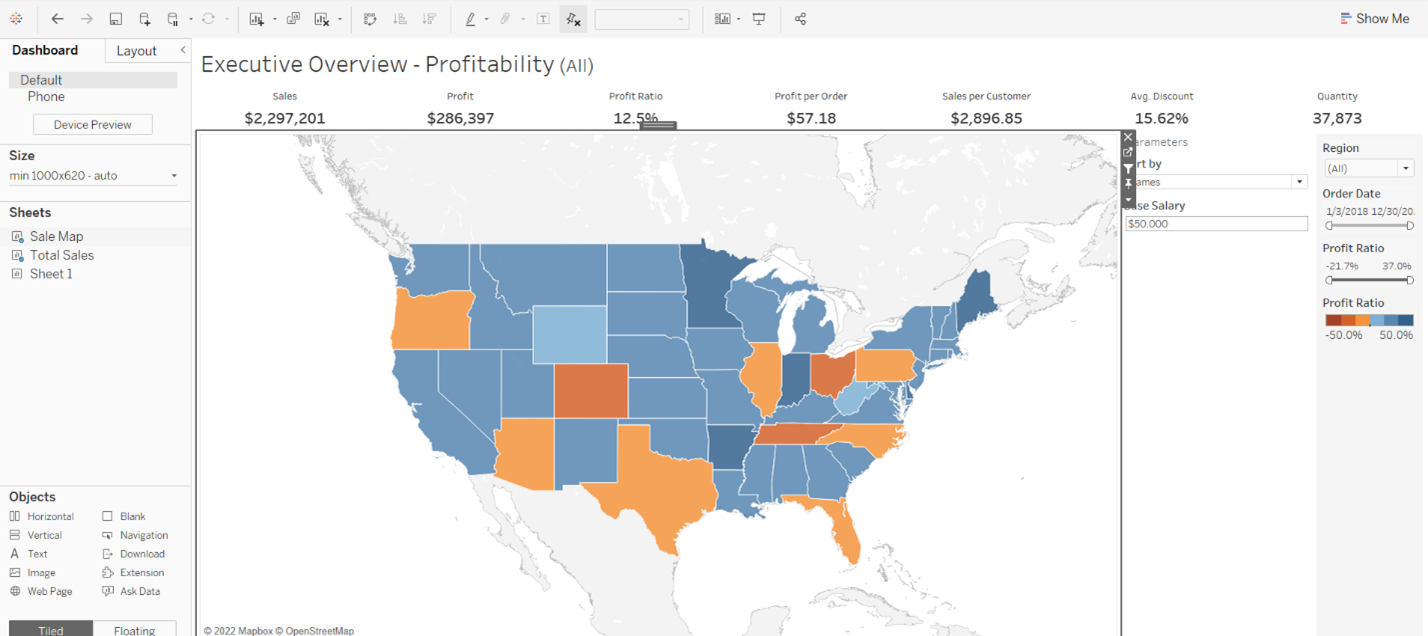 Show Me
Dashboard
Layout
Default
Phone
Device Preview
Size
min 1000x620 - auto
Sheets
Sale Map
Total Sales
Sheet 1
Objects
Horizontal
Blank
Vertical
Navigation
Text
Download
Image
Extension
Web Page
Ask Data
Tiled
Floating
Executive Overview - Profitability (All)
Sales
Profit
Profit Ratio
Profit per Order
Sales per Customer
Avg. Discount
Quantity
$2,297,201
$286,397
12.5%
$57.18
$2,896.85
15.62%
37,873
© 2022 Mapbox © OpenStreetMap
arameters
rt by
ames
se Salary
$50,000
Region
(All)
Order Date
1/3/2018 12/30/20
Profit Ratio
-21.7% 37.0%
Profit Ratio
-50.0% 50.0%